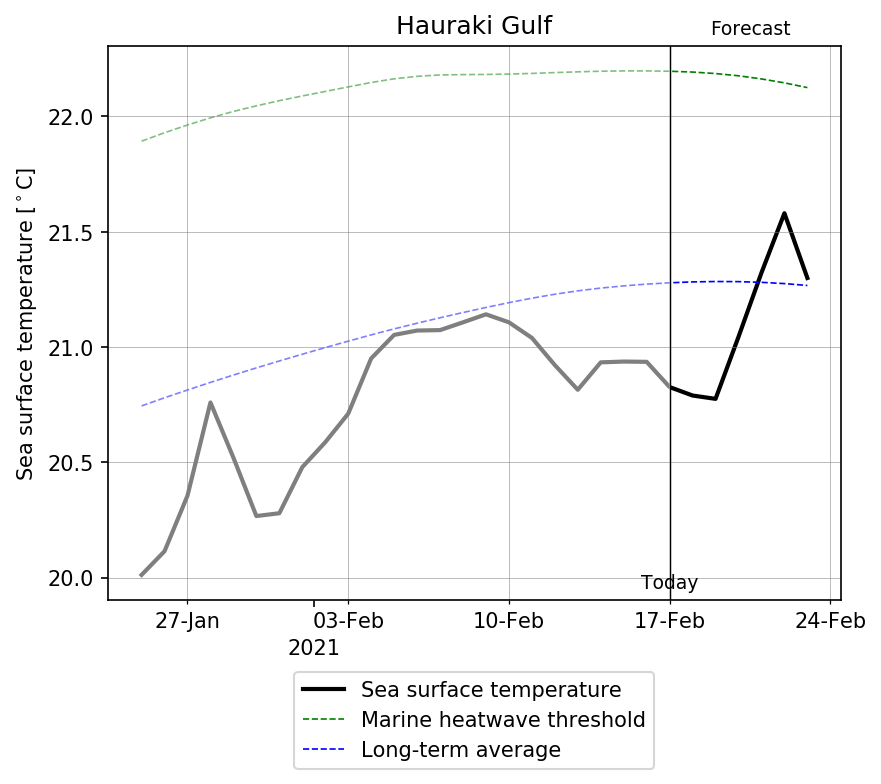 Hauraki Gulf
Forecast
Sea surface temperature [°C]
22.0
21.5
21.0
20.5
20.0
Today
27-Jan 03-Feb 10-Feb 17-Feb 24-Feb
2021
Sea surface temperature
Marine heatwave threshold
Long-term average